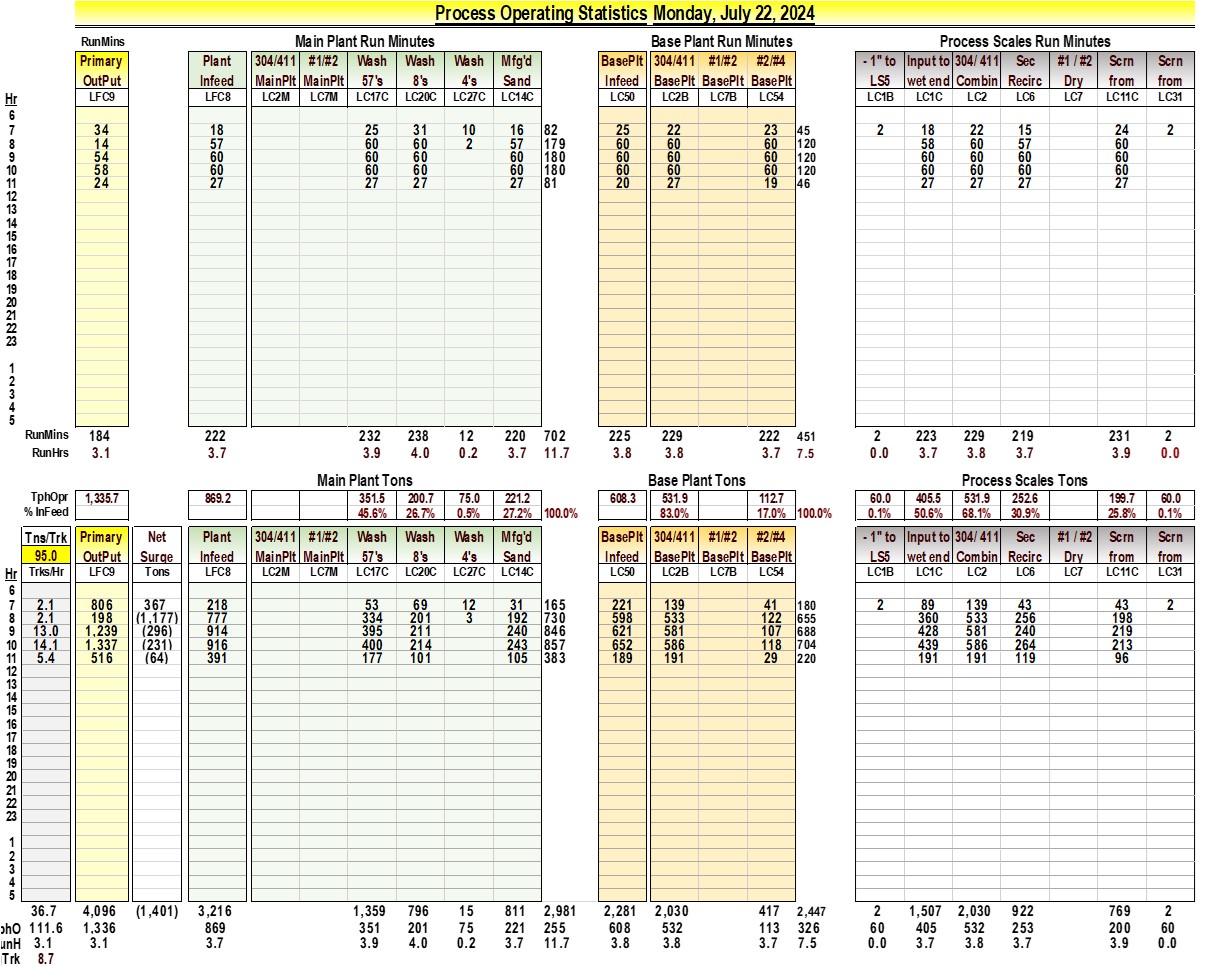 Process Operating Statistics Monday, July 22, 2024
RunMins Main Plant Run Minutes Base Plant Run Minutes Process Scales Run Minutes
Primary Plant 304/411 #1/#2 Wash Wash Wash Mfg'd BasePlt 304/411 #1/#2 #2/#4 - 1" to Input to 304/ 411 Sec #1 / #2 Scrn Scrn
OutPut Infeed MainPlt MainPlt 57's 8's 4's Sand Infeed BasePlt BasePlt BasePlt LS5 wet end Combin Recirc Dry from from
Hr LFC9 LFC8 LC2M LC7M LC17C LC20C LC27C LC14C LC50 LC2B LC7B LC54 LC1B LC1C LC2 LC6 LC7 LC11C LC31
6
7 34 18 25 31 10 16 82 25 22 23 45 2 18 22 15 24 2
8 14 57 60 60 2 57 179 60 60 60 120 58 60 57 60
9 54 60 60 60 60 180 60 60 60 120 60 60 60 60
10 58 60 60 60 60 180 60 60 60 120 60 60 60 60
11 24 27 27 27 27 81 20 27 19 46 27 27 27 27
12
13
14
15
16
17
18
19
20
21
22
23
1
2
3
4
5
RunMins 184 222 232 238 12 220 702 225 229 222 451 2 223 229 219 231 2
RunHrs 3.1 3.7 3.9 4.0 0.2 3.7 11.7 3.8 3.8 3.7 7.5 0.0 3.7 3.8 3.7 3.9 0.0
Main Plant Tons Base Plant Tons Process Scales Tons
TphOpr 1,335.7 869.2 351.5 200.7 75.0 221.2 608.3 531.9 112.7 60.0 405.5 531.9 252.6 199.7 60.0
% InFeed 45.6% 26.7% 0.5% 27.2% 100.0% 83.0% 17.0% 100.0% 0.1% 50.6% 68.1% 30.9% 25.8% 0.1%
Tns/Trk Primary Net Plant 304/411 #1/#2 Wash Wash Wash Mfg'd BasePlt 304/411 #1/#2 #2/#4 - 1" to Input to 304/ 411 Sec #1 / #2 Scrn Scrn
95.0 OutPut Surge Infeed MainPlt MainPlt 57's 8's 4's Sand Infeed BasePlt BasePlt BasePlt LS5 wet end Combin Recirc Dry from from
Hr Trks/Hr LFC9 Tons LFC8 LC2M LC7M LC17C LC20C LC27C LC14C LC50 LC2B LC7B LC54 LC1B LC1C LC2 LC6 LC7 LC11C LC31
6
7 2.1 806 367 218 53 69 12 31 165 221 139 41 180 2 89 139 43 43 2
8 2.1 198 (1,177) 777 334 201 3 192 730 598 533 122 655 360 533 256 198
9 13.0 1,239 (296) 914 395 211 240 846 621 581 107 688 428 581 240 219
10 14.1 1,337 (231) 916 400 214 243 857 652 586 118 704 439 586 264 213
11 5.4 516 (64) 391 177 101 105 383 189 191 29 220 191 191 119 96
12
13
14
15
16
17
18
19
20
21
22
23
1
2
3
4
5
36.7 4,096 (1,401) 3,216 1,359 796 15 811 2,981 2,281 2,030 417 2,447 2 1,507 2,030 922 769 2
phO 111.6 1,336 869 351 201 75 221 255 608 532 113 326 60 405 532 253 200 60
unH 3.1 3.1 3.7 3.9 4.0 0.2 3.7 11.7 3.8 3.8 3.7 7.5 0.0 3.7 3.8 3.7 3.9 0.0
Trk 8.7